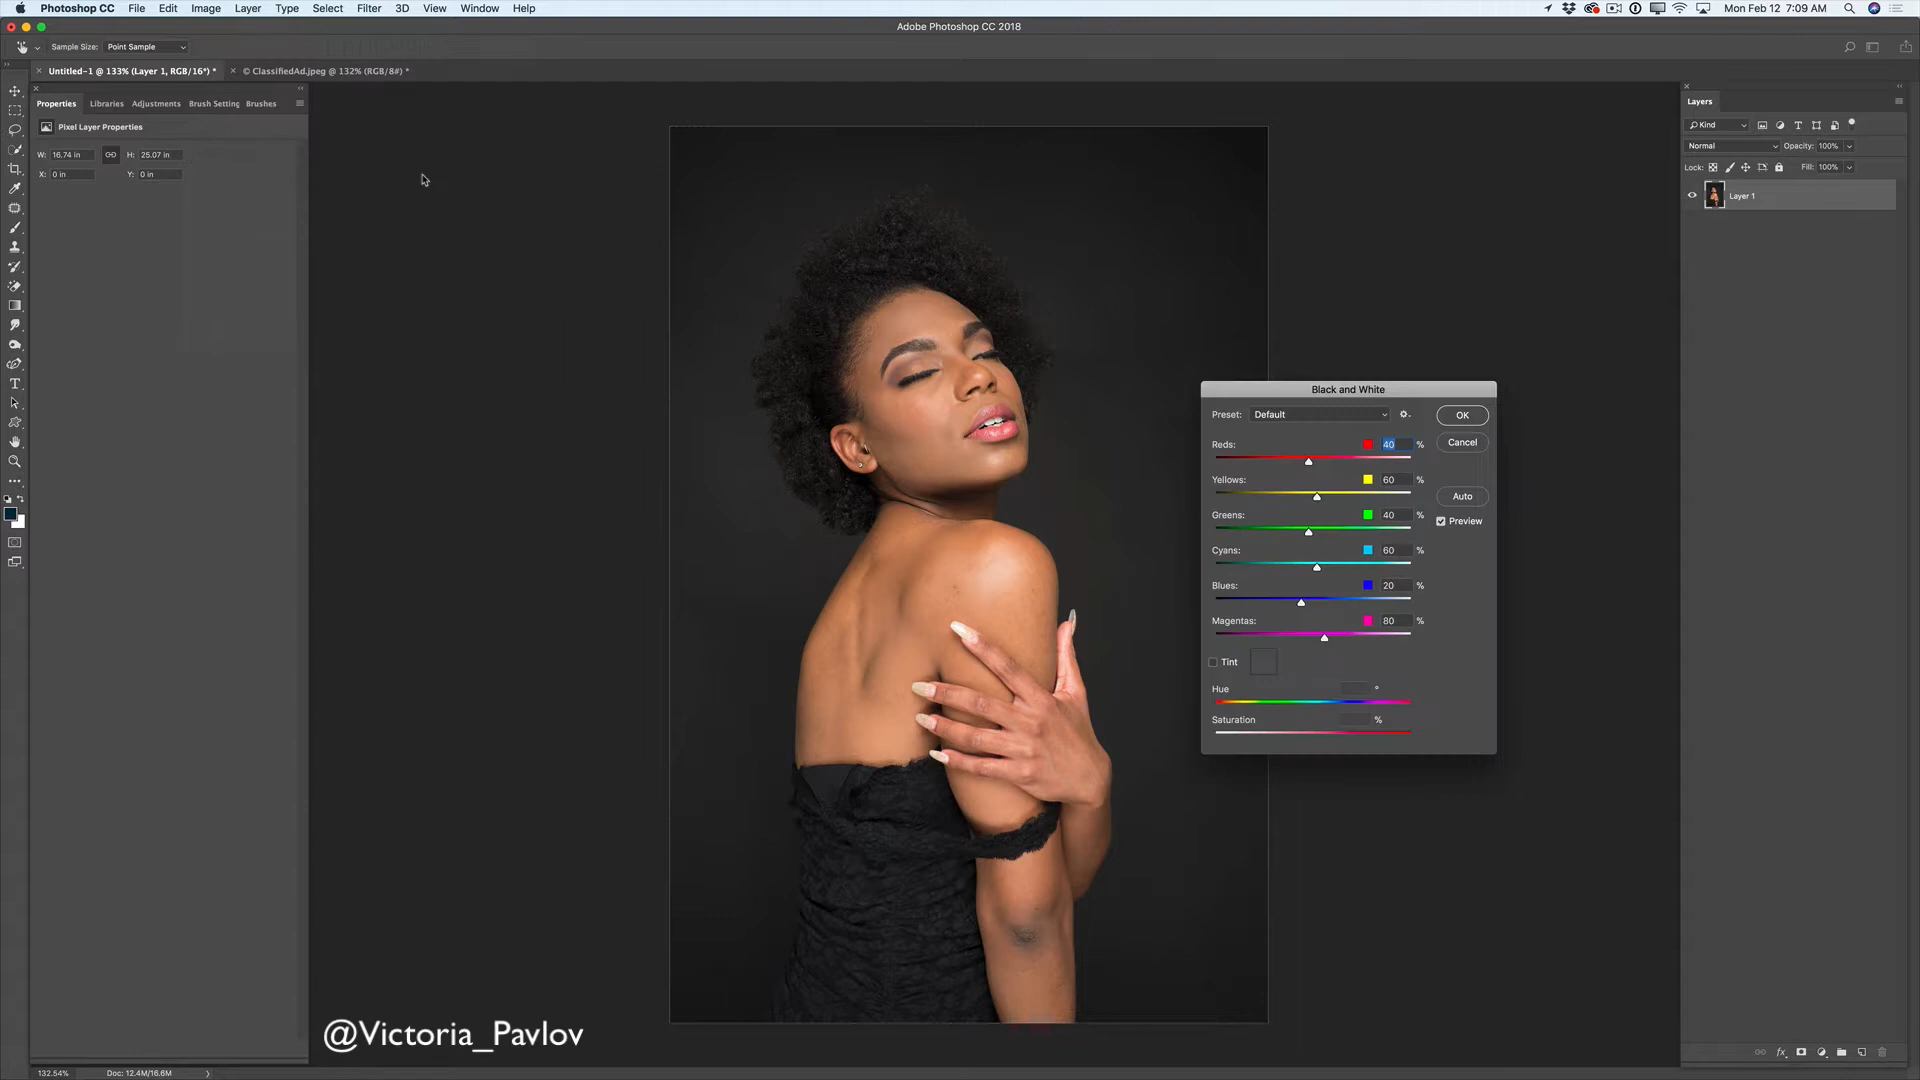 Photoshop CC File Edit Image Layer Type Select Filter 3D View Window Help Mon Feb 12 7:09 AM
Adobe Photoshop CC 2018
Sample Size: Point Sample
Untitled-1 @ 133% (Layer 1, RGB/16*) * © ClassifiedAd.jpeg @ 132% (RGB/8#) *
Properties Libraries Adjustments Brush Setting Brushes
Pixel Layer Properties
W: 16.74 in H: 25.07 in
X: 0 in Y: 0 in
Layers
Kind
Normal Opacity: 100%
Lock: Fill: 100%
Layer 1
Black and White
Preset: Default OK
Reds: 40 %
Cancel
Yellows: 60 %
Auto
Greens: 40 %
Preview
Cyans: 60 %
Blues: 20 %
Magentas: 80 %
Tint
Hue °
Saturation %
@Victoria_Pavlov
132.54% Doc: 12.4M/16.6M